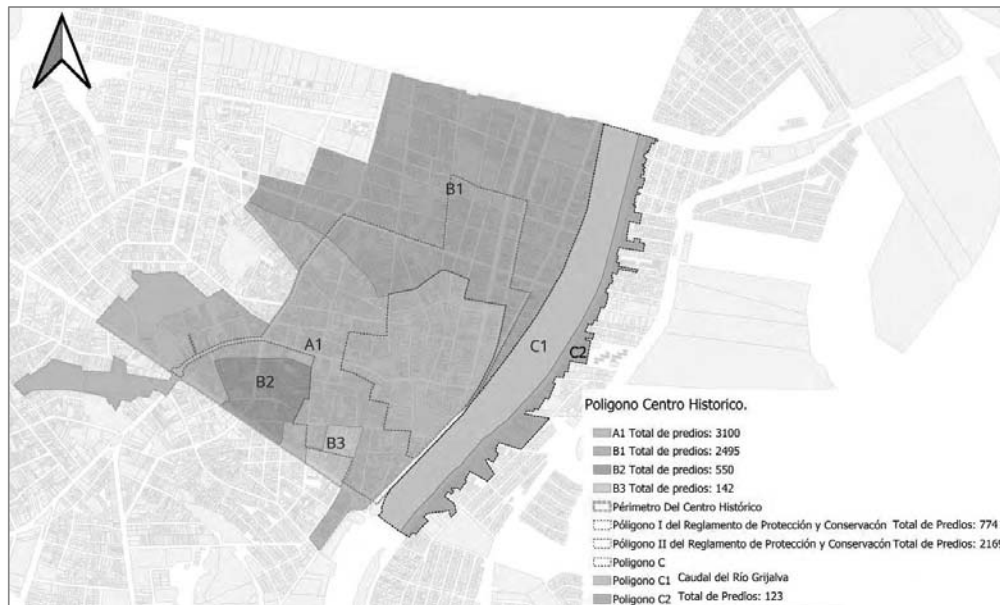 B1
A1
C1
C2
B2
B3
Poligono Centro Historico.
A1 Total de predios: 3100
B1 Total de predios: 2495
B2 Total de predios: 550
B3 Total de predios: 142
Périmetro Del Centro Histórico
Póligono I del Reglamento de Protección y Conservacón Total de Predios: 774
Póligono II del Reglamento de Protección y Conservacón Total de Predios: 2169
Poligono C
Poligono C1 Caudal del Río Grijalva
Poligono C2 Total de Predios: 123